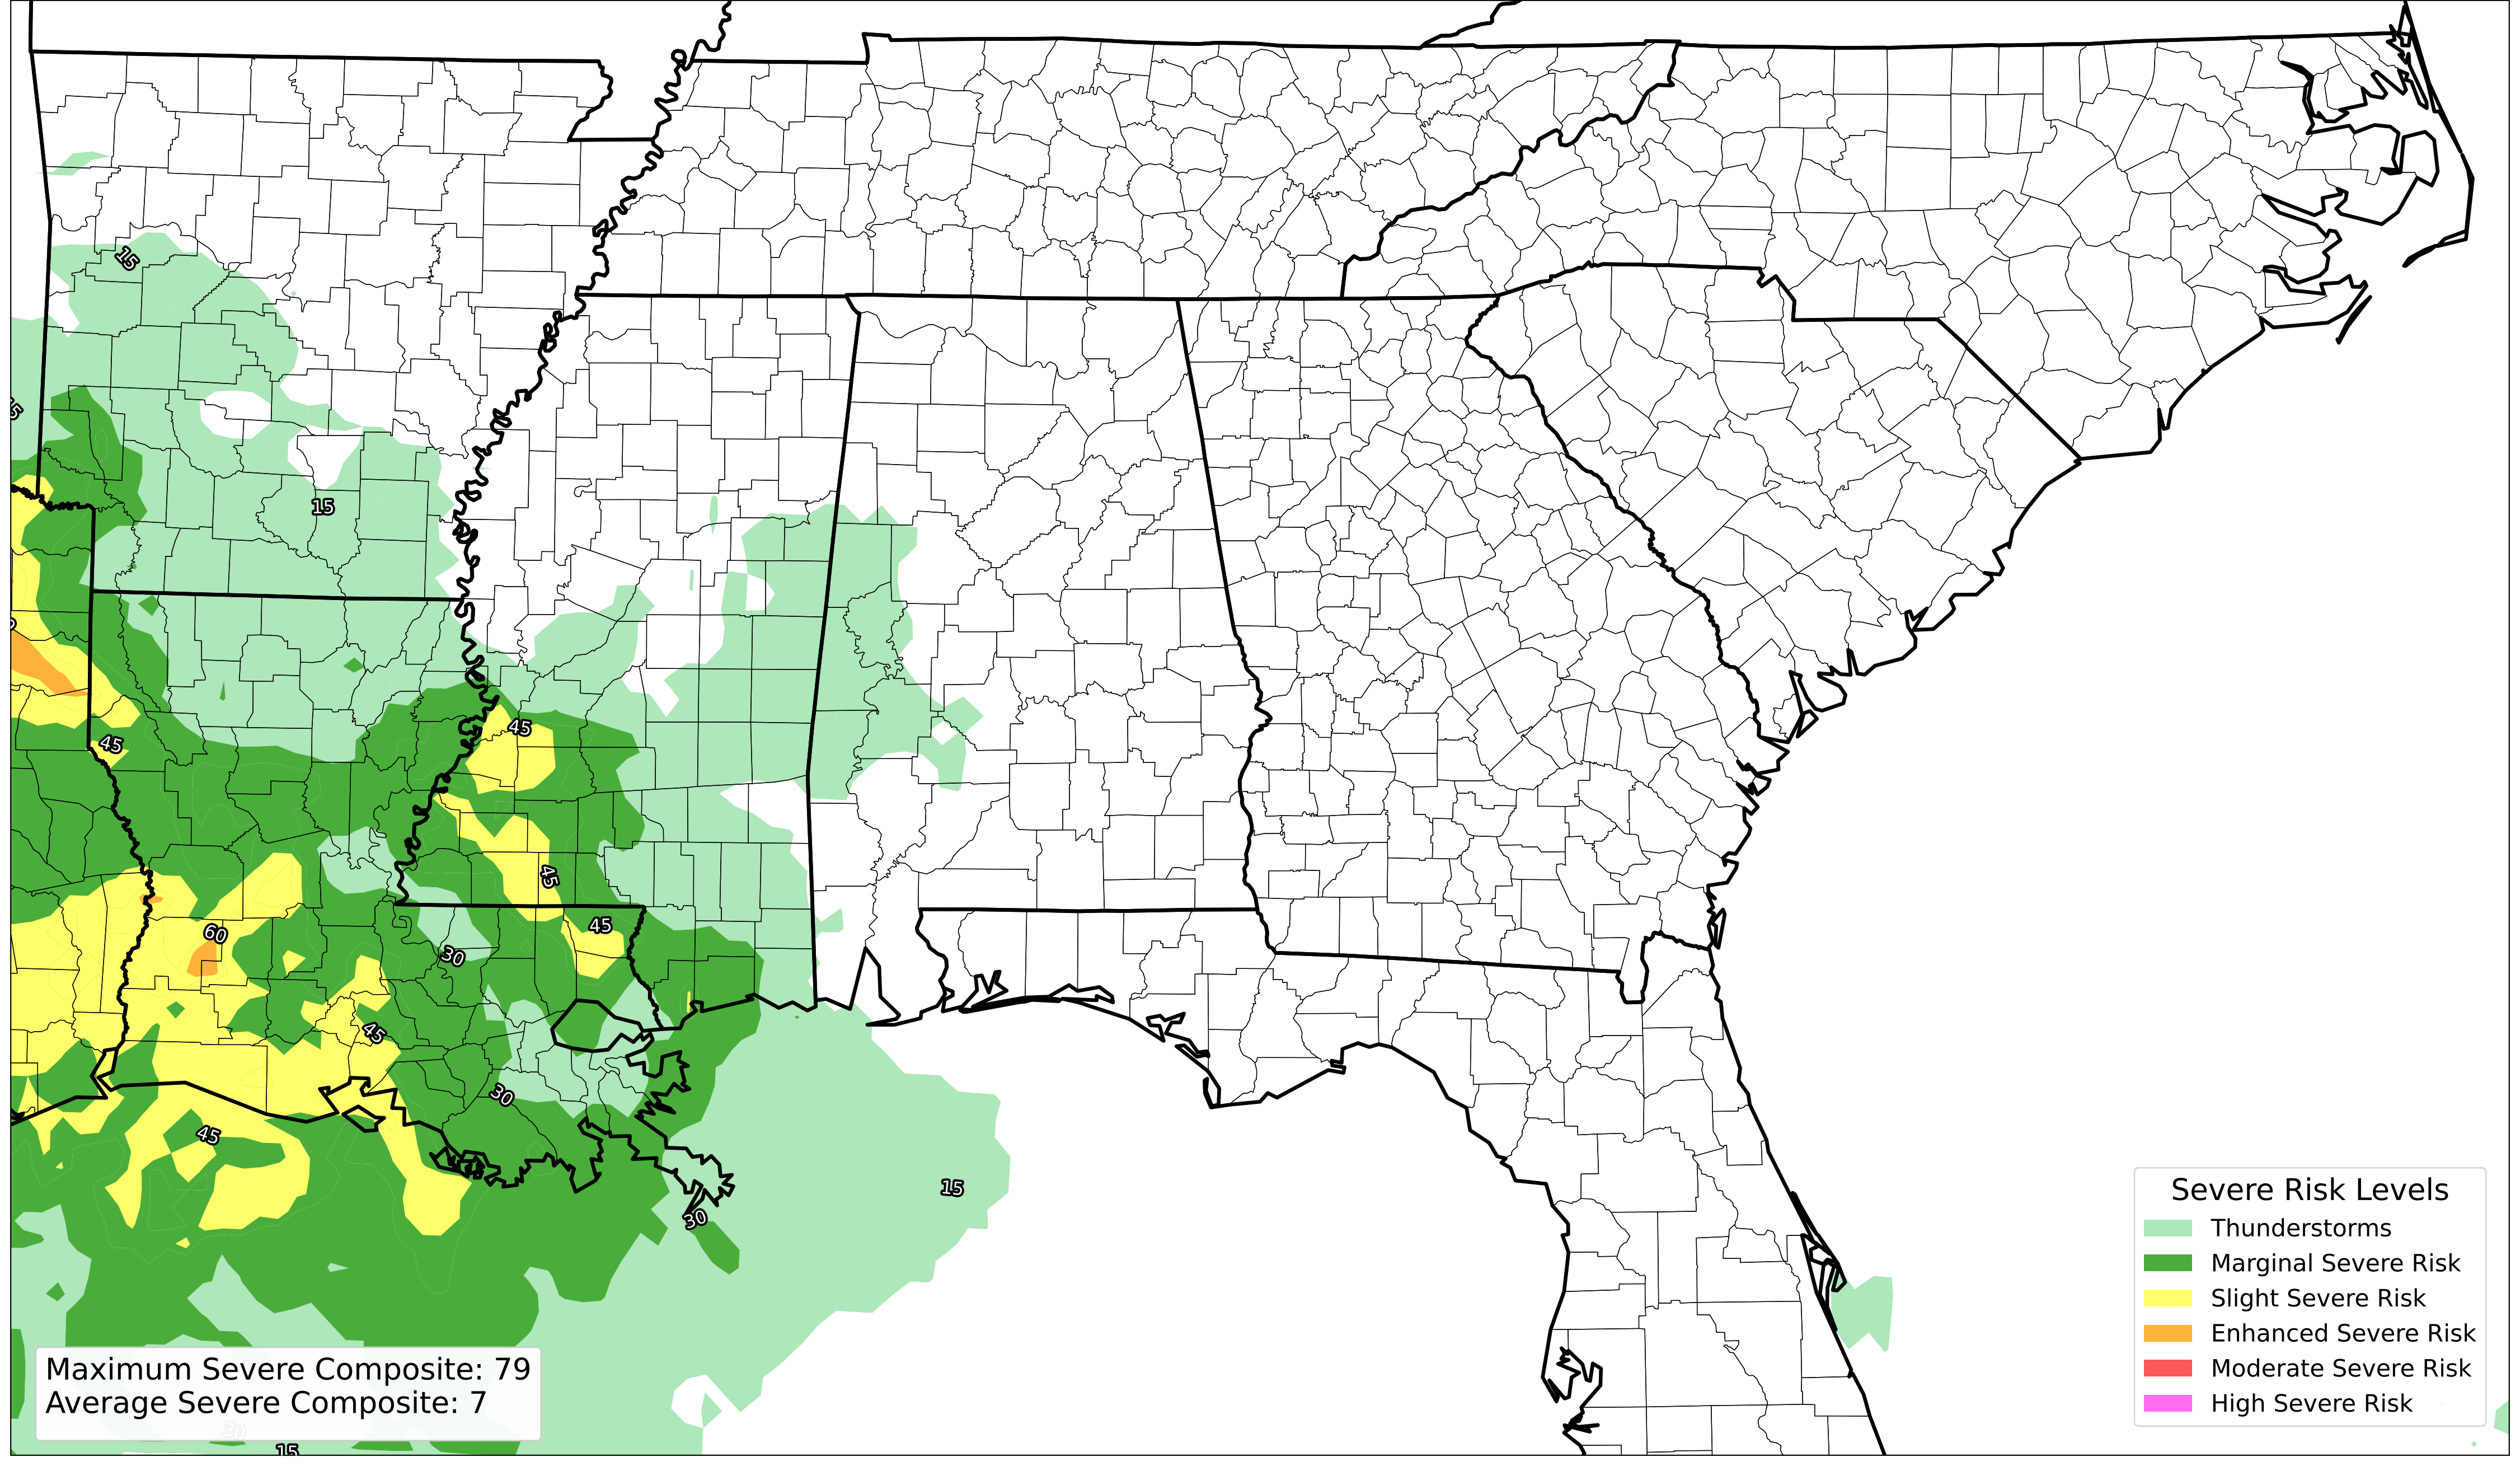 15
15
45
45
45
45
60
30
45
30
45
15
30
Severe Risk Levels
Thunderstorms
Marginal Severe Risk
Slight Severe Risk
Enhanced Severe Risk
Moderate Severe Risk
High Severe Risk
Maximum Severe Composite: 79
Average Severe Composite: 7
30
15